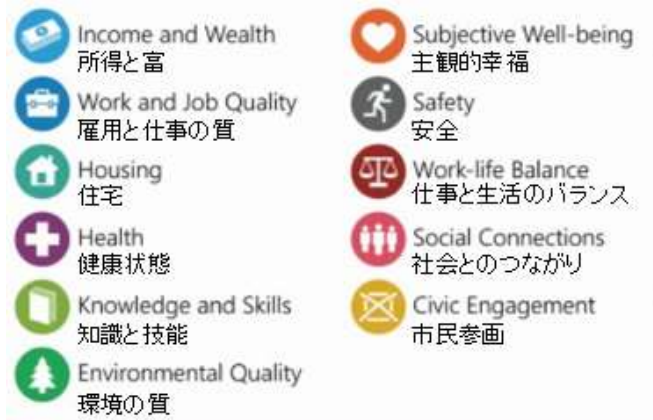 Income and Wealth
所得と富
Work and Job Quality
雇用と仕事の質
Housing
住宅
Health
健康状態
Knowledge and Skills
知識と技能
Environmental Quality
環境の質
Subjective Well-being
主観的幸福
Safety
安全
Work-life Balance
仕事と生活のバランス
Social Connections
社会とのつながり
Civic Engagement
市民参画